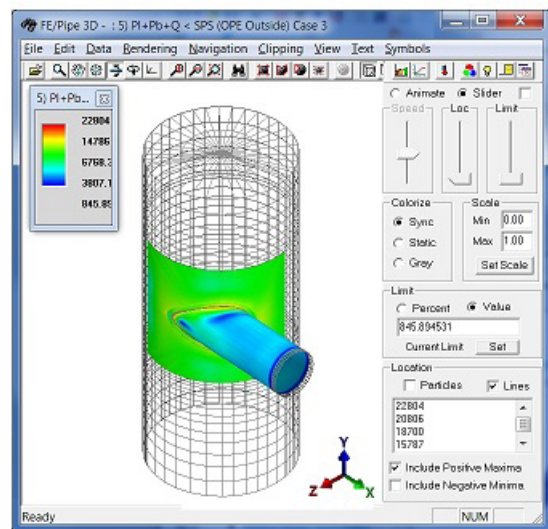 FE/Pipe 3D - : 5) Pl+Pb+Q < SPS (OPE Outside) Case 3
File Edit Data Rendering Navigation Clipping View Text Symbols
5) Pl+Pb...
22804
14786
6768.3
3807.1
845.89
Animate Slider
Speed Loc Limit
Colorize
Sync
Static
Gray
Scale
Min 0.00
Max 1.00
Set Scale
Limit
Percent Value
845.894531
Current Limit Set
Location
Particles Lines
22804
20806
18700
15787
Include Positive Maxima
Include Negative Minima
Y
Z X
Ready NUM